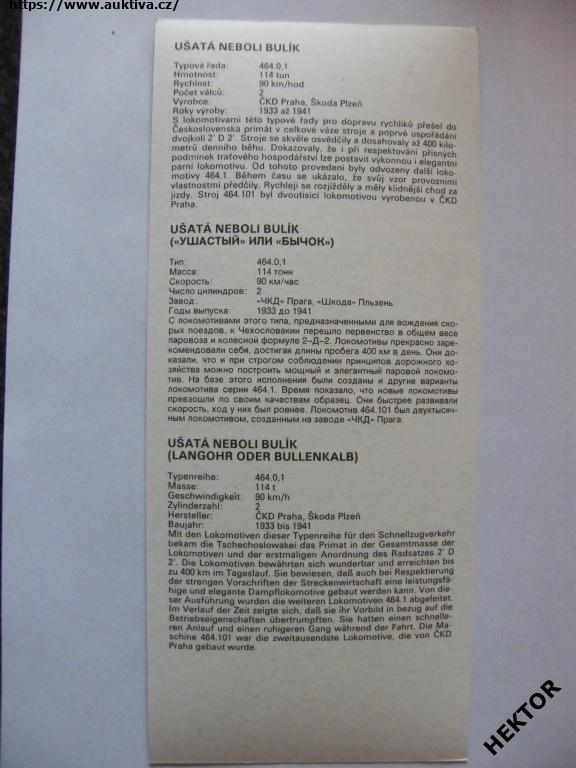 https://www.auktiva.cz/
UŠATÁ NEBOLI BULÍK
Typová řada: 464.0,1
Hmotnost: 114 tun
Rychlost: 90 km/hod
Počet válců: 2
Výrobce: ČKD Praha, Škoda Plzeň
Roky výroby: 1933 až 1941
S lokomotivami této typové řady pro dopravu rychlíků přešel do
Československa primát v celkové váze stroje a poprvé uspořádání
dvojkolí 2' D 2'. Stroje se skvěle osvědčily a dosahovaly až 400 kilo-
metrů denního běhu. Dokazovaly, že i při respektování přísných
podmínek traťového hospodářství lze postavit výkonnou i elegantní
parní lokomotivu. Od tohoto provedení byly odvozeny další loko-
motivy 464.1. Během času se ukázalo, že svůj vzor provozními
vlastnostmi předčily. Rychleji se rozjížděly a měly klidnější chod za
jízdy. Stroj 464.101 byl dvoutisící lokomotivou vyrobenou v ČKD
Praha.
UŠATÁ NEBOLI BULÍK
(«УШАСТЫЙ» ИЛИ «БЫЧОК»)
Тип: 464.0,1
Масса: 114 тонн
Скорость: 90 км/час
Число цилиндров: 2
Завод: «ЧКД» Прага, «Шкода» Пльзень
Годы выпуска: 1933 до 1941
С локомотивами этого типа, предназначенными для вождения ско-
рых поездов, к Чехословакии перешло первенство в общем весе
паровоза и колесной формуле 2–Д–2. Локомотивы прекрасно заре-
комендовали себя, достигая длины пробега 400 км в день. Они до-
казали, что и при строгом соблюдении принципов дорожного хо-
зяйства можно построить мощный и элегантный паровой локомо-
тив. На базе этого исполнения были созданы и другие варианты
локомотива серии 464.1. Время показало, что новые локомотивы
превзошли по своим качествам образец. Они быстрее развивали
скорость, ход у них был ровнее. Локомотив 464.101 был двухтысяч-
ным локомотивом, созданным на заводе «ЧКД» Прага.
UŠATÁ NEBOLI BULÍK
(LANGOHR ODER BULLENKALB)
Typenreihe: 464.0,1
Masse: 114 t
Geschwindigkeit: 90 km/h
Zylinderzahl: 2
Hersteller: ČKD Praha, Škoda Plzeň
Baujahr: 1933 bis 1941
Mit den Lokomotiven dieser Typenreihe für den Schnellzugverkehr
bekam die Tschechoslowakei das Primat in der Gesamtmasse der
Lokomotiven und der erstmaligen Anordnung des Radsatzes 2' D
2'. Die Lokomotiven bewährten sich wunderbar und erreichten bis
zu 400 km im Tageslauf. Sie bewiesen, daß auch bei Respektierung
der strengen Vorschriften der Streckenwirtschaft eine leistungsfä-
hige und elegante Dampflokomotive gebaut werden kann. Von die-
ser Ausführung wurden die weiteren Lokomotiven 464.1 abgeleitet.
Im Verlauf der Zeit zeigte sich, daß sie ihr Vorbild in bezug auf die
Betriebseigenschaften übertrumpften. Sie hatten einen schnelle-
ren Anlauf und einen ruhigeren Gang während der Fahrt. Die Ma-
schine 464.101 war die zweitausendste Lokomotive, die von ČKD
Praha gebaut wurde.
HEKTOR